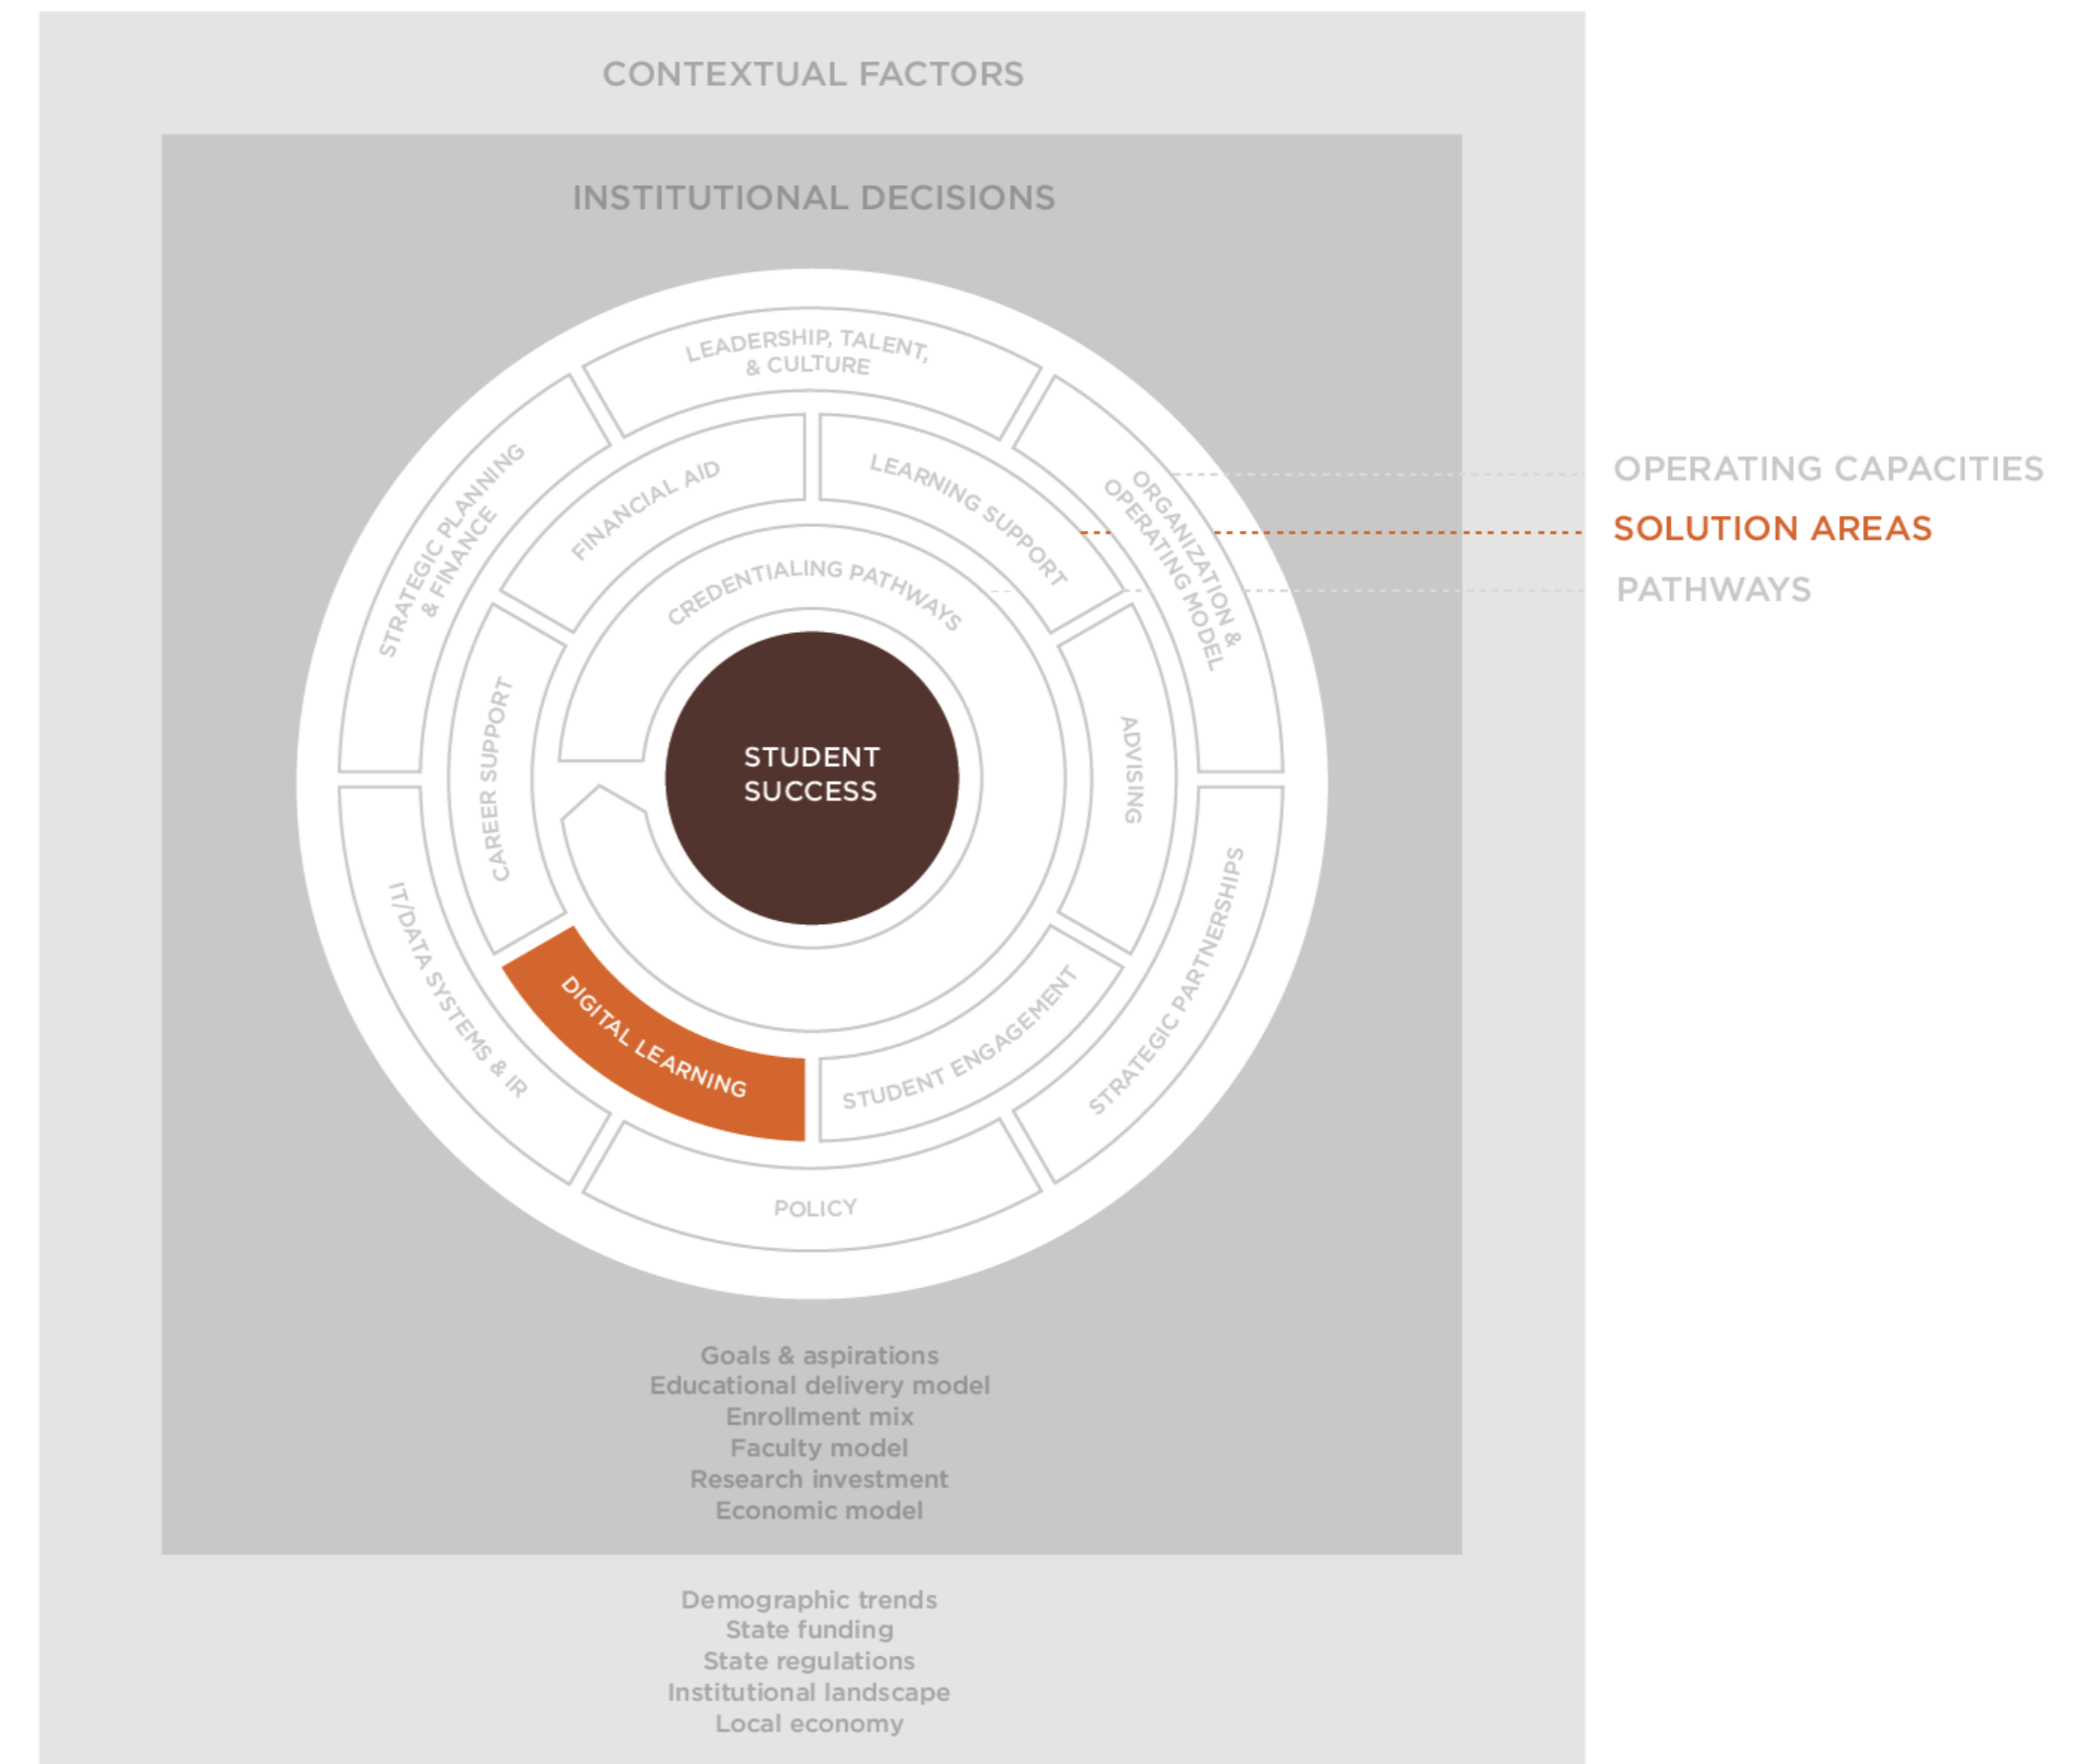 CONTEXTUAL FACTORS
INSTITUTIONAL DECISIONS
LEADERSHIP, TALENT,
& CULTURE
ORGANIZATION &
OPERATING MODEL
STRATEGIC PARTNERSHIPS
POLICY
IT/DATA SYSTEMS & IR
STRATEGIC PLANNING
& FINANCE
FINANCIAL AID
LEARNING SUPPORT
ADVISING
STUDENT ENGAGEMENT
DIGITAL LEARNING
CAREER SUPPORT
CREDENTIALING PATHWAYS
STUDENT
SUCCESS
OPERATING CAPACITIES
SOLUTION AREAS
PATHWAYS
Goals & aspirations
Educational delivery model
Enrollment mix
Faculty model
Research investment
Economic model
Demographic trends
State funding
State regulations
Institutional landscape
Local economy